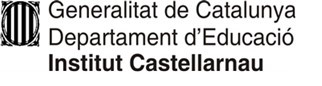 Generalitat de Catalunya
Departament d'Educació
Institut Castellarnau